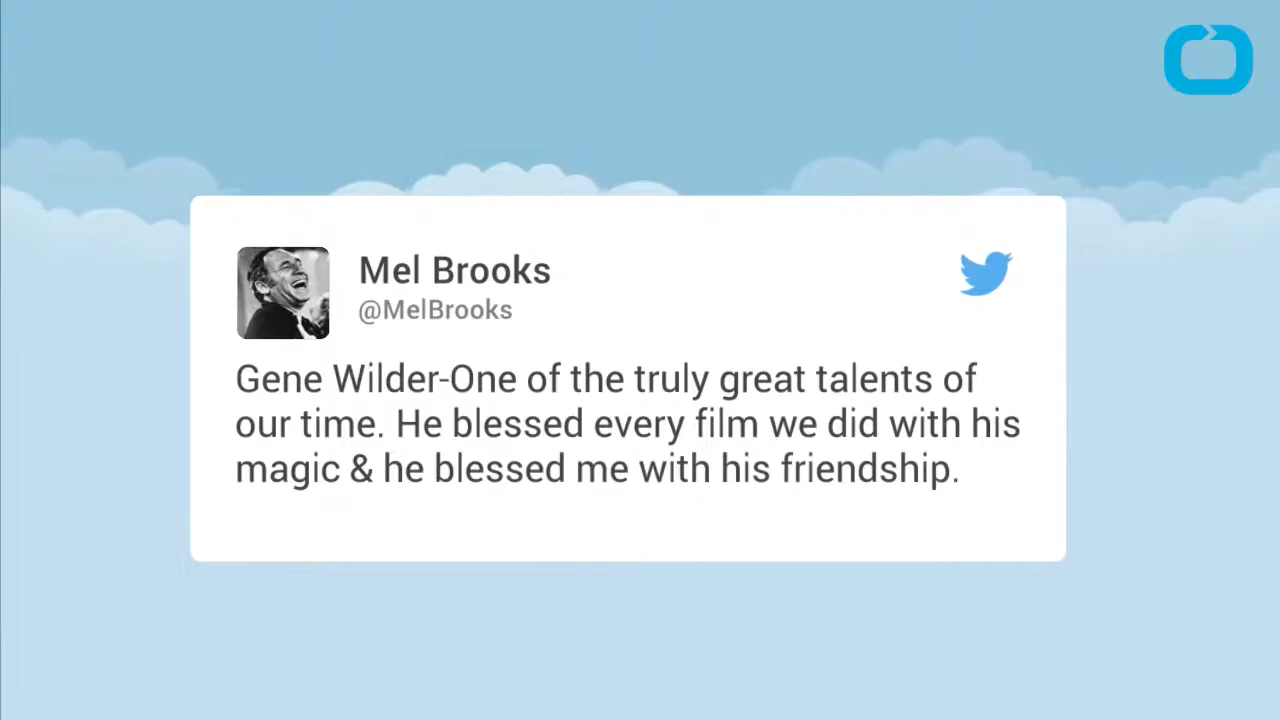 Mel Brooks
@MelBrooks
Gene Wilder-One of the truly great talents of
our time. He blessed every film we did with his
magic & he blessed me with his friendship.